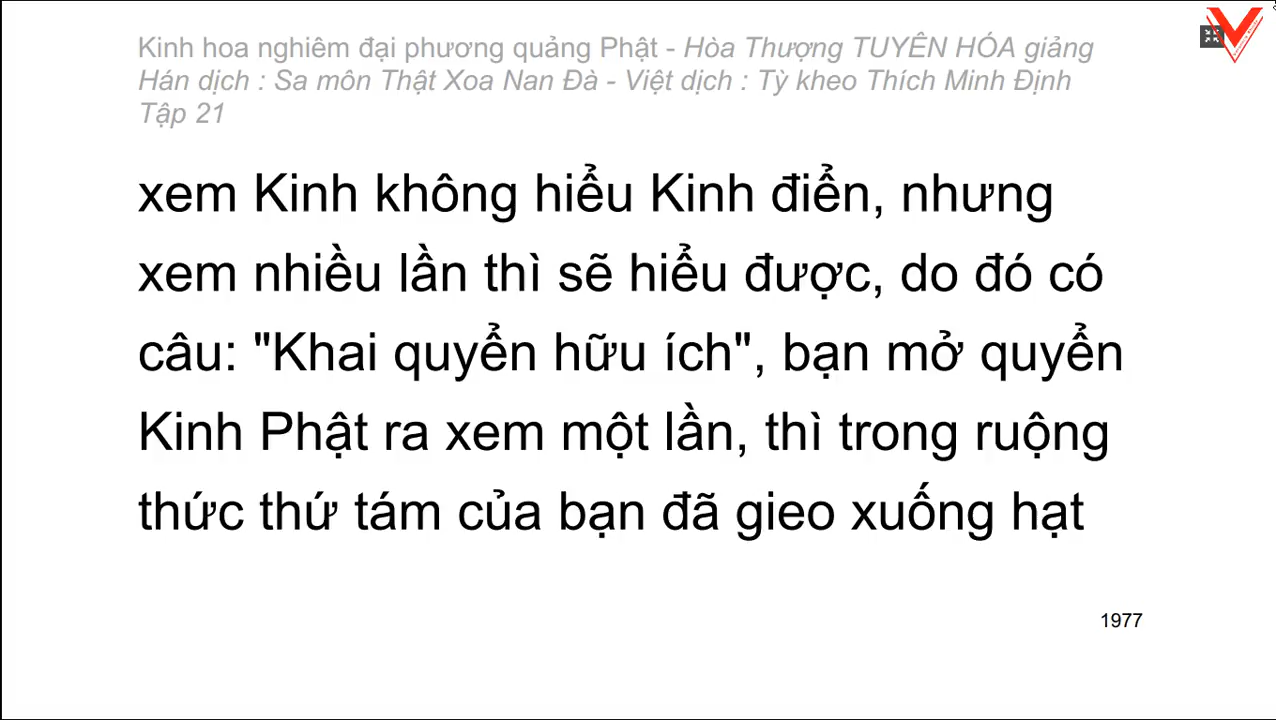 Kinh hoa nghiêm đại phương quảng Phật - Hòa Thượng TUYÊN HÓA giảng
Hán dịch : Sa môn Thật Xoa Nan Đà - Việt dịch : Tỳ kheo Thích Minh Định
Tập 21
xem Kinh không hiểu Kinh điển, nhưng
xem nhiều lần thì sẽ hiểu được, do đó có
câu: "Khai quyển hữu ích", bạn mở quyển
Kinh Phật ra xem một lần, thì trong ruộng
thức thứ tám của bạn đã gieo xuống hạt
1977